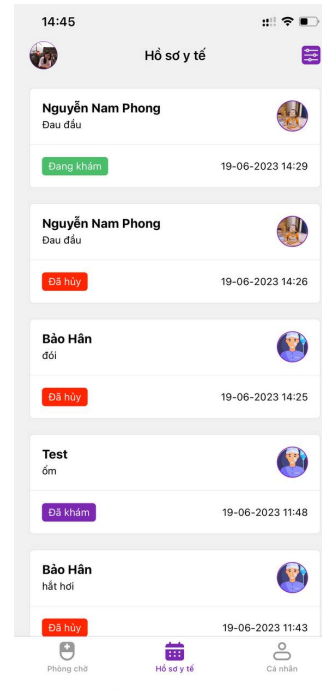 14:45
Hồ sơ y tế
Nguyễn Nam Phong
Đau đầu
Đang khám
19-06-2023 14:29
Nguyễn Nam Phong
Đau đầu
Đã hủy
19-06-2023 14:26
Bảo Hân
đói
Đã hủy
19-06-2023 14:25
Test
ốm
Đã khám
19-06-2023 11:48
Bảo Hân
hắt hơi
Đã hủy
19-06-2023 11:43
Phòng chờ
Hồ sơ y tế
Cá nhân